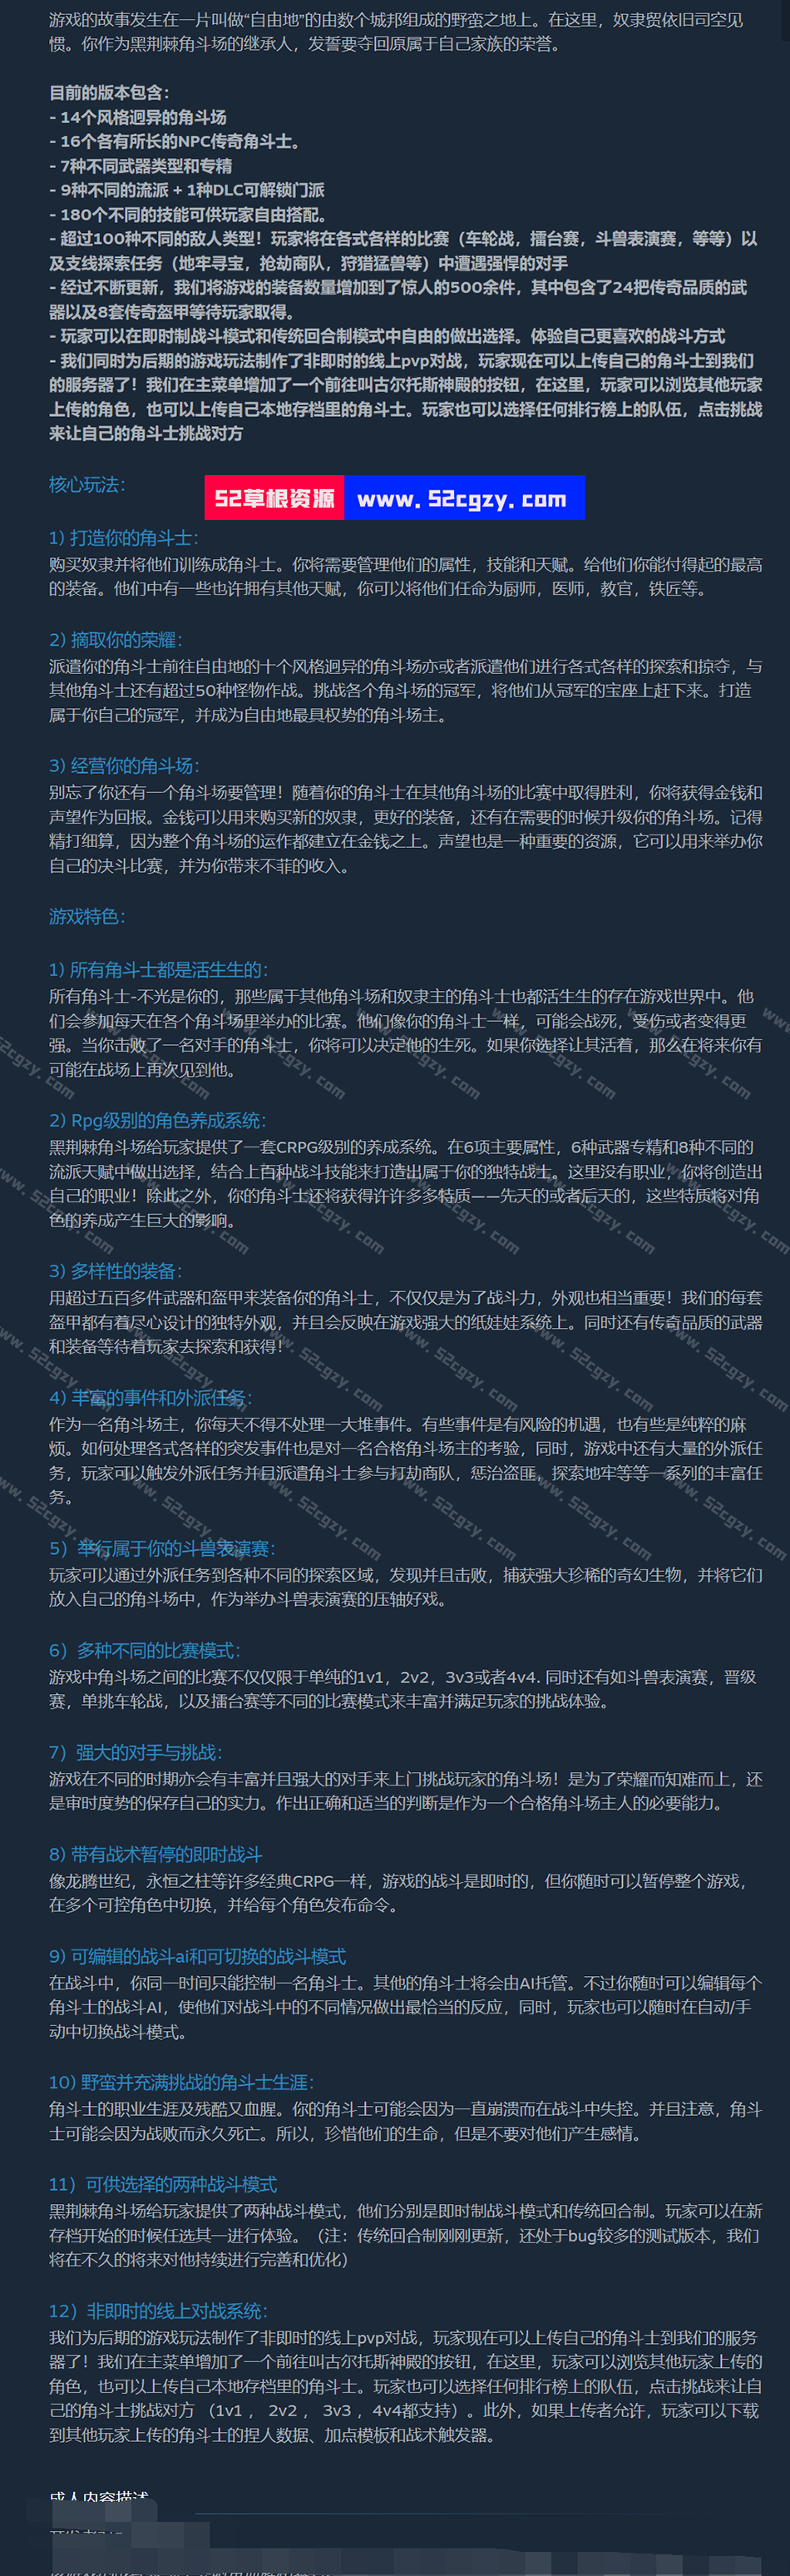 游戏的故事发生在一片叫做“自由地”的由数个城邦组成的野蛮之地上。在这里，奴隶贸依旧司空见
惯。你作为黑荆棘角斗场的继承人，发誓要夺回原属于自己家族的荣誉。
目前的版本包含：
- 14个风格迥异的角斗场
- 16个各有所长的NPC传奇角斗士。
- 7种不同武器类型和专精
- 9种不同的流派 + 1种DLC可解锁门派
- 180个不同的技能可供玩家自由搭配。
- 超过100种不同的敌人类型！玩家将在各式各样的比赛（车轮战，擂台赛，斗兽表演赛，等等）以
及支线探索任务（地牢寻宝，抢劫商队，狩猎猛兽等）中遭遇强悍的对手
- 经过不断更新，我们将游戏的装备数量增加到了惊人的500余件，其中包含了24把传奇品质的武
器以及8套传奇盔甲等待玩家取得。
- 玩家可以在即时制战斗模式和传统回合制模式中自由的做出选择。体验自己更喜欢的战斗方式
- 我们同时为后期的游戏玩法制作了非即时的线上pvp对战，玩家现在可以上传自己的角斗士到我们
的服务器了！我们在主菜单增加了一个前往叫古尔托斯神殿的按钮，在这里，玩家可以浏览其他玩家
上传的角色，也可以上传自己本地存档里的角斗士。玩家也可以选择任何排行榜上的队伍，点击挑战
来让自己的角斗士挑战对方
核心玩法：
52草根资源 www.52cgzy.com
1) 打造你的角斗士：
购买奴隶并将他们训练成角斗士。你将需要管理他们的属性，技能和天赋。给他们你能付得起的最高
的装备。他们中有一些也许拥有其他天赋，你可以将他们任命为厨师，医师，教官，铁匠等。
2) 摘取你的荣耀：
派遣你的角斗士前往自由地的十个风格迥异的角斗场亦或者派遣他们进行各式各样的探索和掠夺，与
其他角斗士还有超过50种怪物作战。挑战各个角斗场的冠军，将他们从冠军的宝座上赶下来。打造
属于你自己的冠军，并成为自由地最具权势的角斗场主。
3) 经营你的角斗场：
别忘了你还有一个角斗场要管理！随着你的角斗士在其他角斗场的比赛中取得胜利，你将获得金钱和
声望作为回报。金钱可以用来购买新的奴隶，更好的装备，还有在需要的时候升级你的角斗场。记得
精打细算，因为整个角斗场的运作都建立在金钱之上。声望也是一种重要的资源，它可以用来举办你
自己的决斗比赛，并为你带来不菲的收入。
游戏特色：
1) 所有角斗士都是活生生的：
所有角斗士-不光是你的，那些属于其他角斗场和奴隶主的角斗士也都活生生的存在游戏世界中。他
们会参加每天在各个角斗场里举办的比赛。他们像你的角斗士一样，可能会战死，受伤或者变得更
强。当你击败了一名对手的角斗士，你将可以决定他的生死。如果你选择让其活着，那么在将来你有
可能在战场上再次见到他。
2) Rpg级别的角色养成系统：
黑荆棘角斗场给玩家提供了一套CRPG级别的养成系统。在6项主要属性，6种武器专精和8种不同的
流派天赋中做出选择，结合上百种战斗技能来打造出属于你的独特战士。这里没有职业，你将创造出
自己的职业！除此之外，你的角斗士还将获得许许多多特质——先天的或者后天的，这些特质将对角
色的养成产生巨大的影响。
3) 多样性的装备：
用超过五百多件武器和盔甲来装备你的角斗士，不仅仅是为了战斗力，外观也相当重要！我们的每套
盔甲都有着尽心设计的独特外观，并且会反映在游戏强大的纸娃娃系统上。同时还有传奇品质的武器
和装备等待着玩家去探索和获得！
4) 丰富的事件和外派任务：
作为一名角斗场主，你每天不得不处理一大堆事件。有些事件是有风险的机遇，也有些是纯粹的麻
烦。如何处理各式各样的突发事件也是对一名合格角斗场主的考验，同时，游戏中还有大量的外派任
务，玩家可以触发外派任务并且派遣角斗士参与打劫商队，惩治盗匪，探索地牢等等一系列的丰富任
务。
5）举行属于你的斗兽表演赛：
玩家可以通过外派任务到各种不同的探索区域，发现并且击败，捕获强大珍稀的奇幻生物，并将它们
放入自己的角斗场中，作为举办斗兽表演赛的压轴好戏。
6）多种不同的比赛模式：
游戏中角斗场之间的比赛不仅仅限于单纯的1v1，2v2，3v3或者4v4. 同时还有如斗兽表演赛，晋级
赛，单挑车轮战，以及擂台赛等不同的比赛模式来丰富并满足玩家的挑战体验。
7）强大的对手与挑战：
游戏在不同的时期亦会有丰富并且强大的对手来上门挑战玩家的角斗场！是为了荣耀而知难而上，还
是审时度势的保存自己的实力。作出正确和适当的判断是作为一个合格角斗场主人的必要能力。
8) 带有战术暂停的即时战斗
像龙腾世纪，永恒之柱等许多经典CRPG一样，游戏的战斗是即时的，但你随时可以暂停整个游戏，
在多个可控角色中切换，并给每个角色发布命令。
9) 可编辑的战斗ai和可切换的战斗模式
在战斗中，你同一时间只能控制一名角斗士。其他的角斗士将会由AI托管。不过你随时可以编辑每个
角斗士的战斗AI，使他们对战斗中的不同情况做出最恰当的反应，同时，玩家也可以随时在自动/手
动中切换战斗模式。
10) 野蛮并充满挑战的角斗士生涯：
角斗士的职业生涯及残酷又血腥。你的角斗士可能会因为一直崩溃而在战斗中失控。并且注意，角斗
士可能会因为战败而永久死亡。所以，珍惜他们的生命，但是不要对他们产生感情。
11）可供选择的两种战斗模式
黑荆棘角斗场给玩家提供了两种战斗模式，他们分别是即时制战斗模式和传统回合制。玩家可以在新
存档开始的时候任选其一进行体验。（注：传统回合制刚刚更新，还处于bug较多的测试版本，我们
将在不久的将来对他持续进行完善和优化）
12）非即时的线上对战系统：
我们为后期的游戏玩法制作了非即时的线上pvp对战，玩家现在可以上传自己的角斗士到我们的服务
器了！我们在主菜单增加了一个前往叫古尔托斯神殿的按钮，在这里，玩家可以浏览其他玩家上传的
角色，也可以上传自己本地存档里的角斗士。玩家也可以选择任何排行榜上的队伍，点击挑战来让自
己的角斗士挑战对方 （1v1 ， 2v2 ， 3v3 ，4v4都支持）。此外，如果上传者允许，玩家可以下载
到其他玩家上传的角斗士的捏人数据、加点模板和战术触发器。
成人内容描述